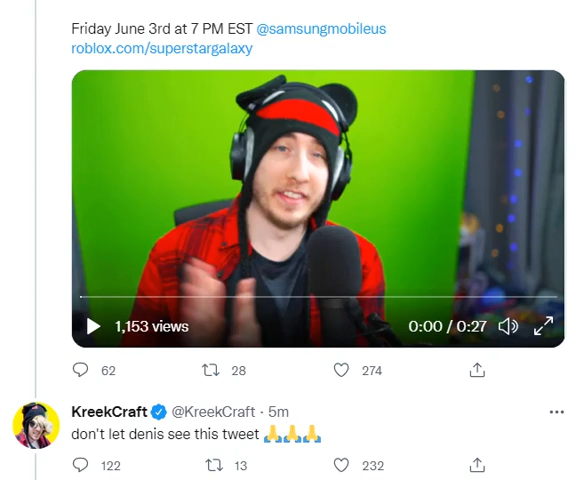 Friday June 3rd at 7 PM EST @samsungmobileus
roblox.com/superstargalaxy
1,153 views
0:00 / 0:27
62 28 274
KreekCraft @KreekCraft · 5m
don't let denis see this tweet 🙏🙏🙏
122 13 232